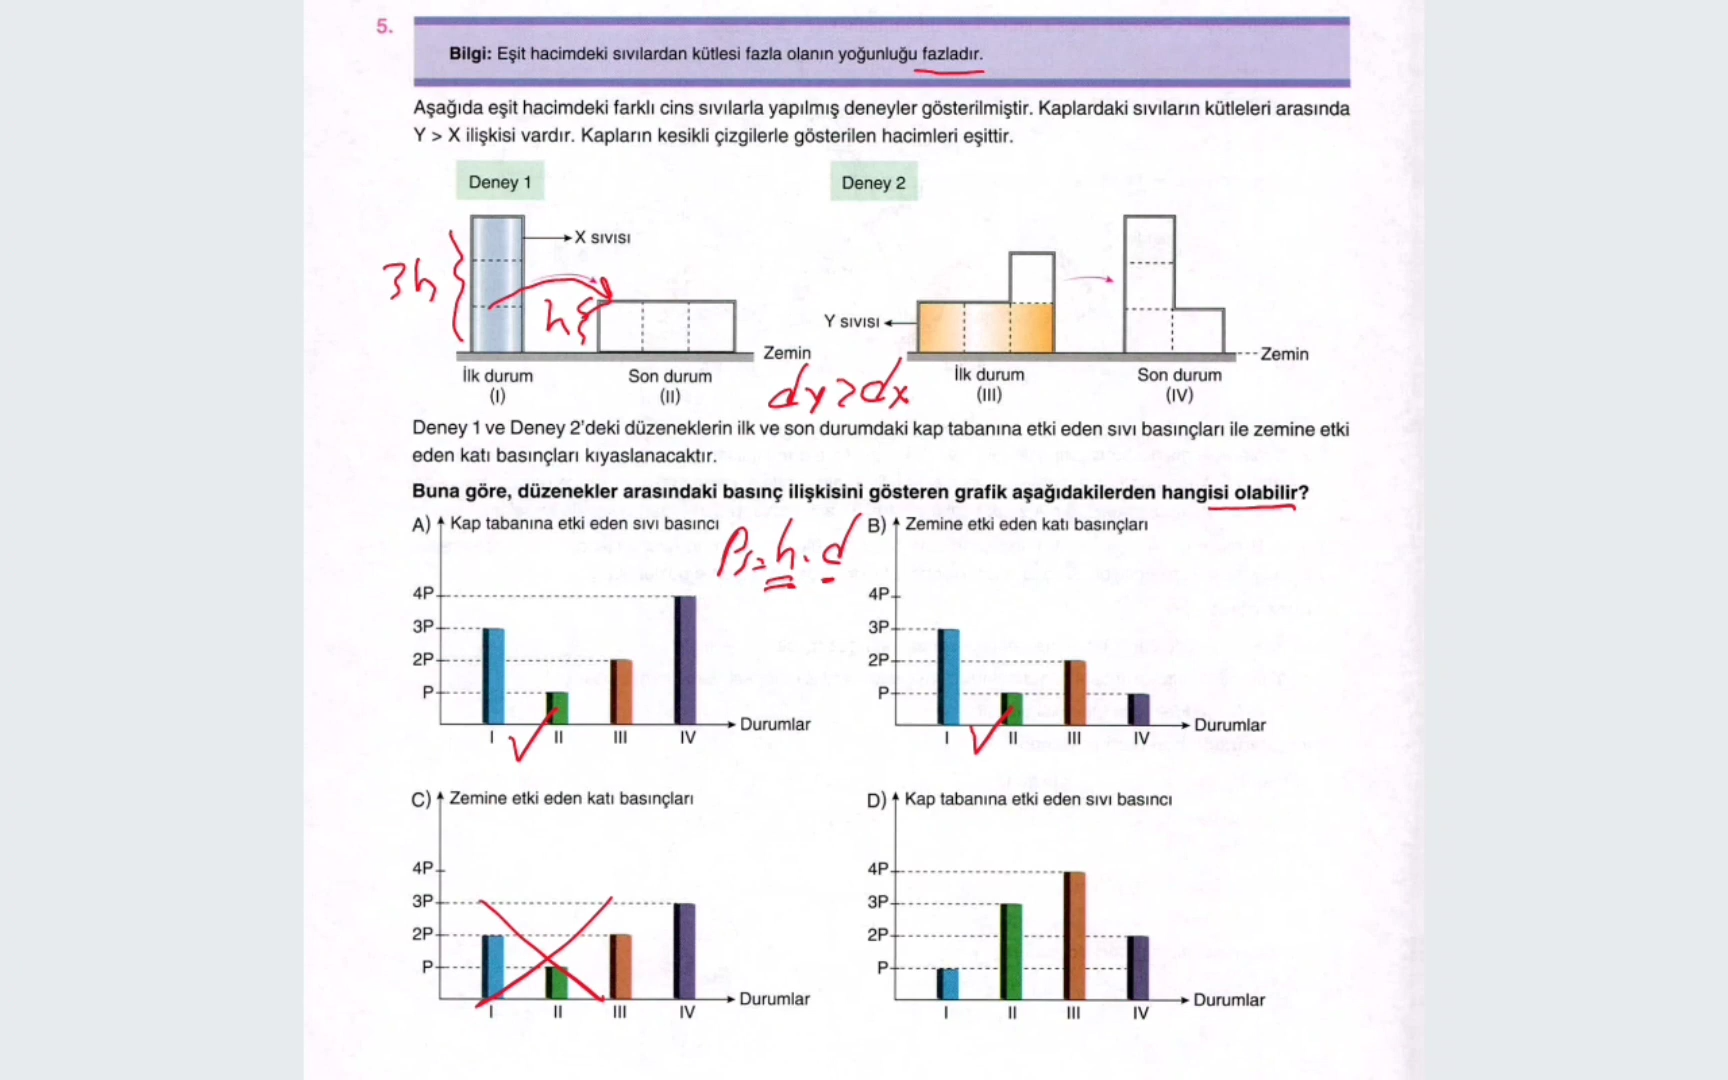 5.
Bilgi: Eşit hacimdeki sıvılardan kütlesi fazla olanın yoğunluğu fazladır.
Aşağıda eşit hacimdeki farklı cins sıvılarla yapılmış deneyler gösterilmiştir. Kaplardaki sıvıların kütleleri arasında
Y > X ilişkisi vardır. Kapların kesikli çizgilerle gösterilen hacimleri eşittir.
Deney 1
Deney 2
X sıvısı
3h
h
Y sıvısı
Zemin
Zemin
İlk durum
(I)
Son durum
(II)
dy>dx
İlk durum
(III)
Son durum
(IV)
Deney 1 ve Deney 2'deki düzeneklerin ilk ve son durumdaki kap tabanına etki eden sıvı basınçları ile zemine etki
eden katı basınçları kıyaslanacaktır.
Buna göre, düzenekler arasındaki basınç ilişkisini gösteren grafik aşağıdakilerden hangisi olabilir?
A) Kap tabanına etki eden sıvı basıncı
4P
3P
2P
P
I II III IV
Durumlar
Ps=h.d
B) Zemine etki eden katı basınçları
4P
3P
2P
P
I II III IV
Durumlar
C) Zemine etki eden katı basınçları
4P
3P
2P
P
I II III IV
Durumlar
D) Kap tabanına etki eden sıvı basıncı
4P
3P
2P
P
I II III IV
Durumlar